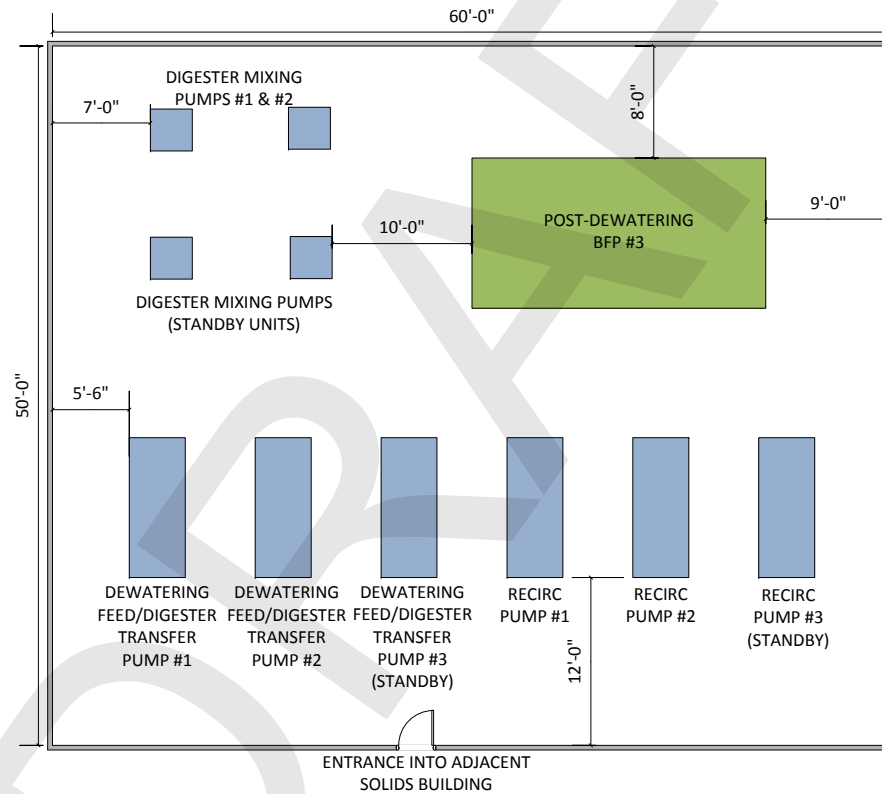 60'-0"
DIGESTER MIXING
PUMPS #1 & #2
7'-0"
8'-0"
9'-0"
10'-0"
POST-DEWATERING
BFP #3
DIGESTER MIXING PUMPS
(STANDBY UNITS)
50'-0"
5'-6"
DEWATERING
FEED/DIGESTER
TRANSFER
PUMP #1
DEWATERING
FEED/DIGESTER
TRANSFER
PUMP #2
DEWATERING
FEED/DIGESTER
TRANSFER
PUMP #3
(STANDBY)
RECIRC
PUMP #1
RECIRC
PUMP #2
RECIRC
PUMP #3
(STANDBY)
12'-0"
ENTRANCE INTO ADJACENT
SOLIDS BUILDING
DRAF